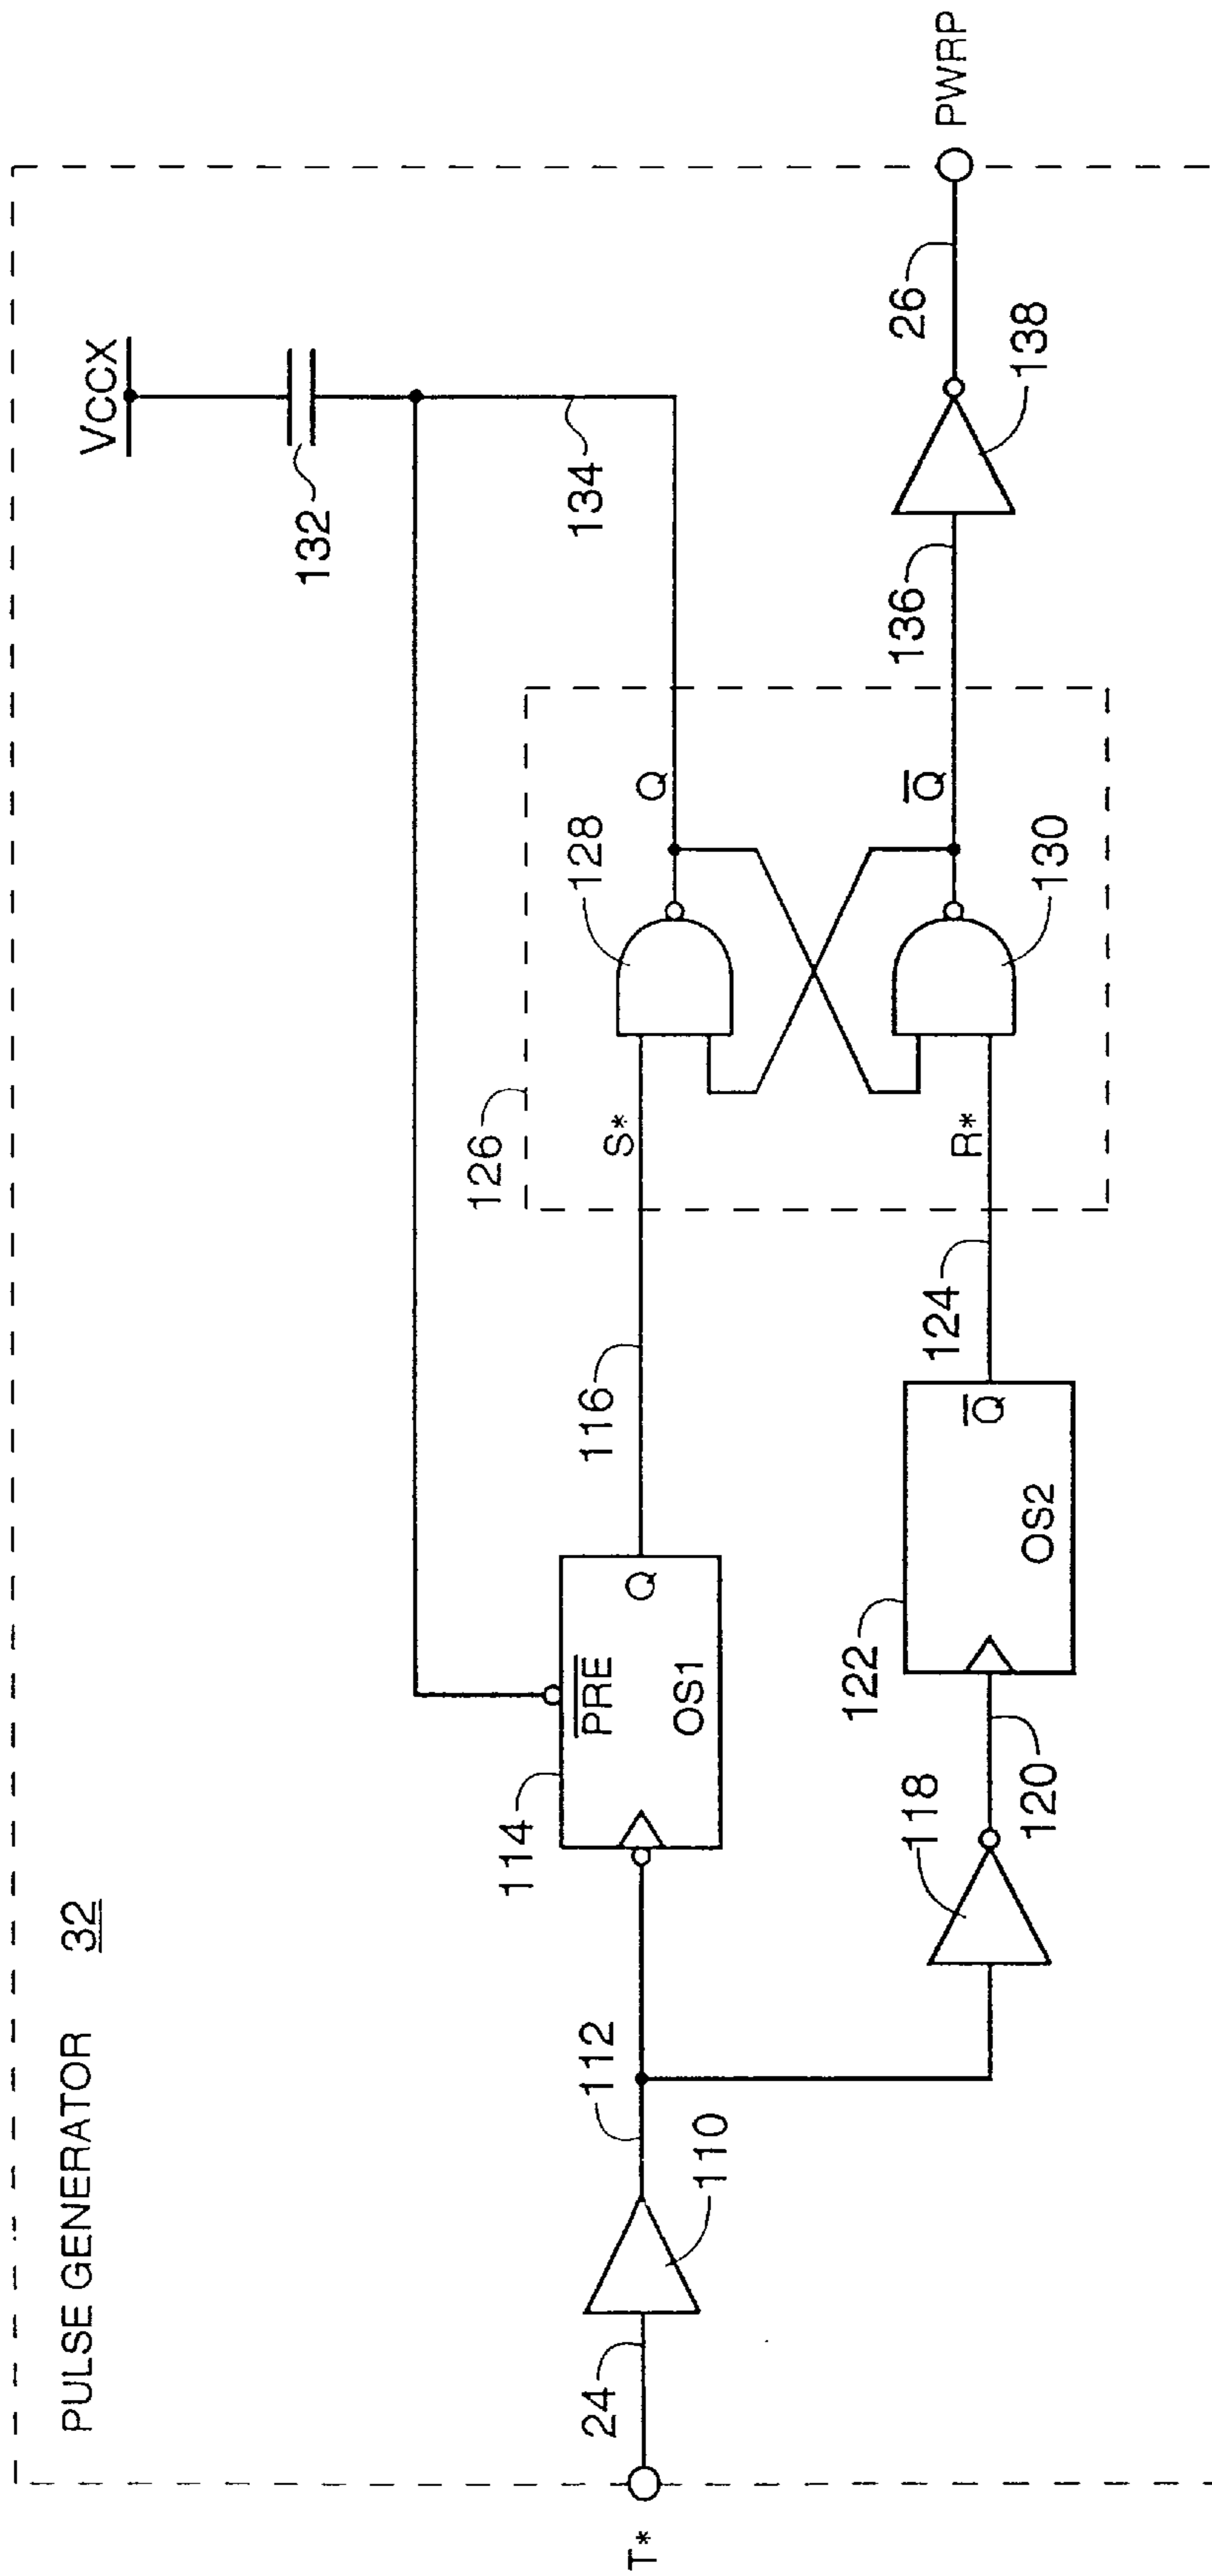 PULSE GENERATOR 32
VCCX
132
134
T*
24
110
112
114
PRE
OS1
Q
116
118
120
122
OS2
Q
124
126
S*
R*
128
130
Q
Q
136
138
26
PWRP